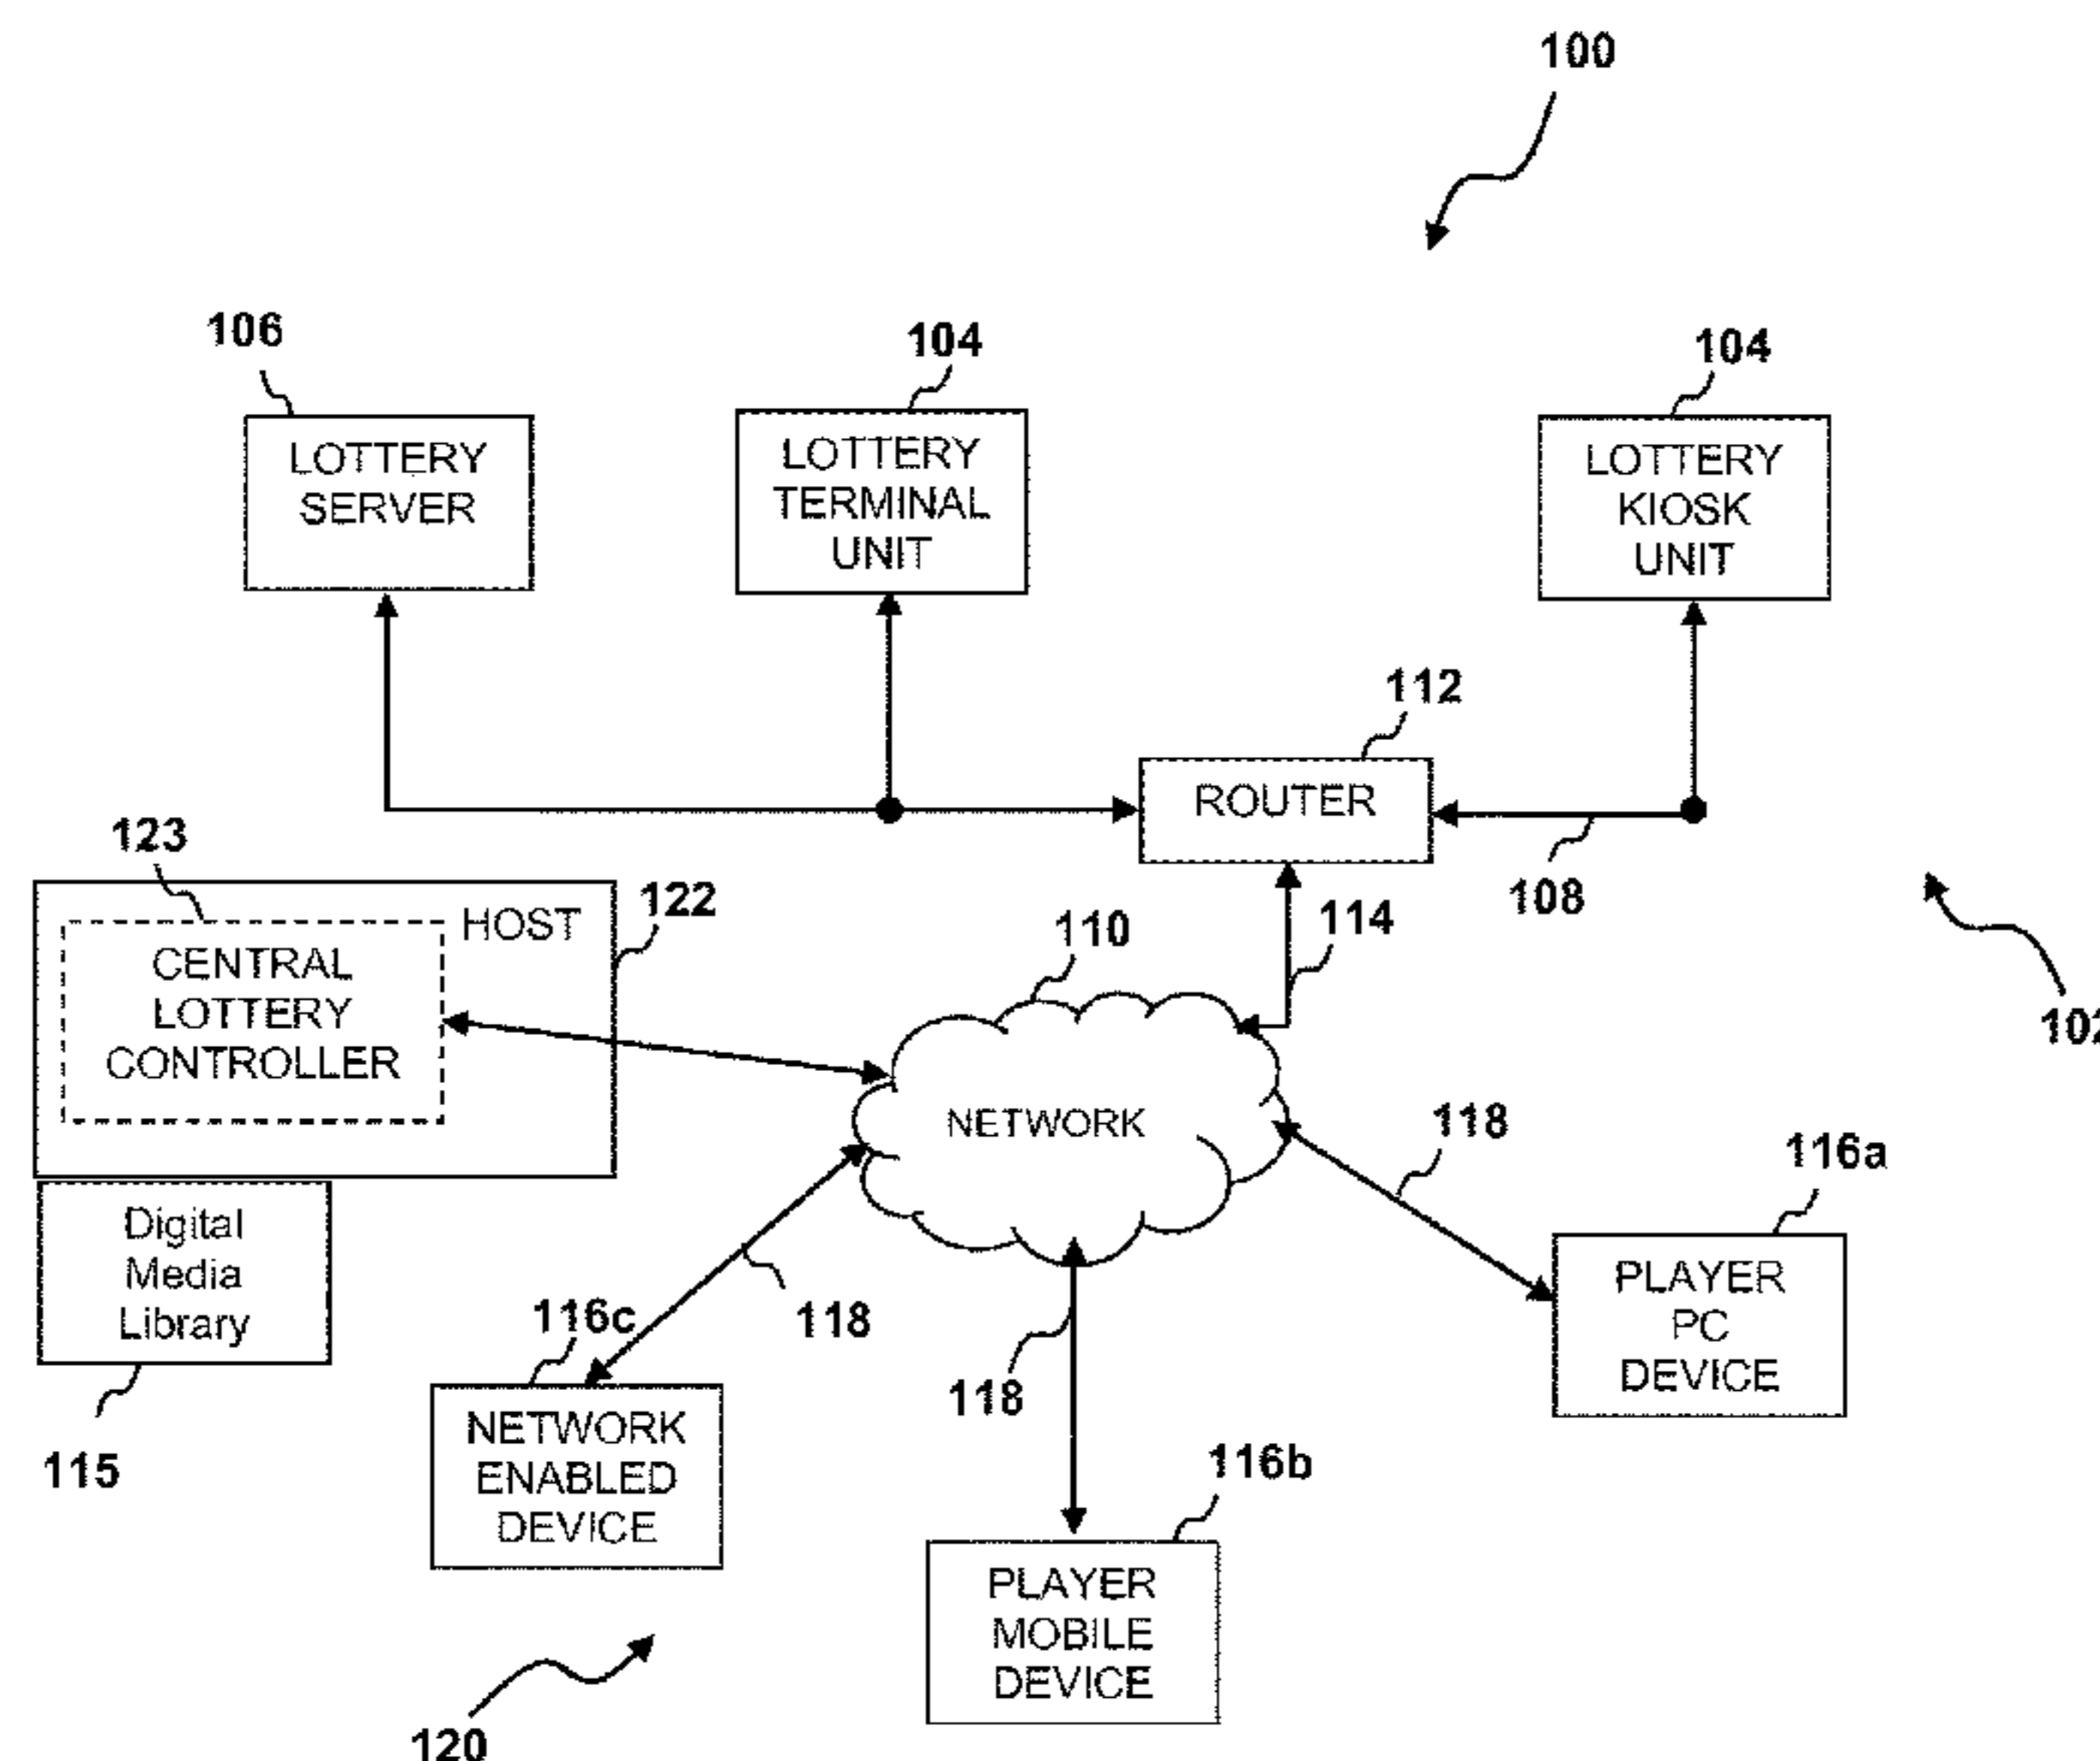 100
106
104
104
LOTTERY
SERVER
LOTTERY
TERMINAL
UNIT
LOTTERY
KIOSK
UNIT
112
ROUTER
108
123
122
HOST
CENTRAL
LOTTERY
CONTROLLER
110
114
102
NETWORK
118
116a
Digital
Media
Library
115
116c
118
118
PLAYER
PC
DEVICE
NETWORK
ENABLED
DEVICE
116b
PLAYER
MOBILE
DEVICE
120